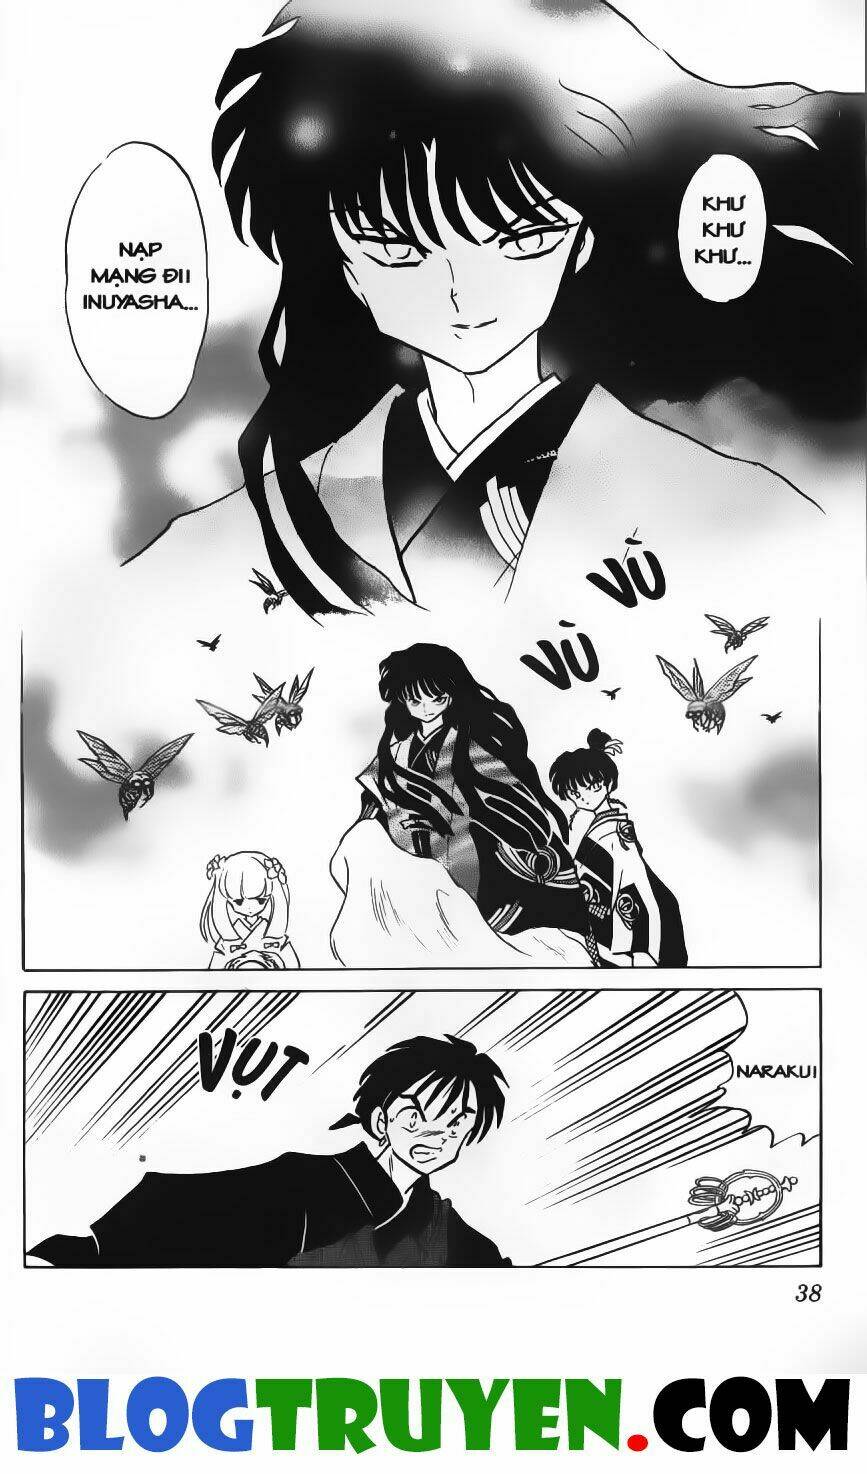 KHƯ
KHƯ
KHƯ...
NẠP
MẠNG ĐI!
INUYASHA...
VÙ
VÙ
NARAKU!
VỤT
38
BLOGTRUYEN.COM